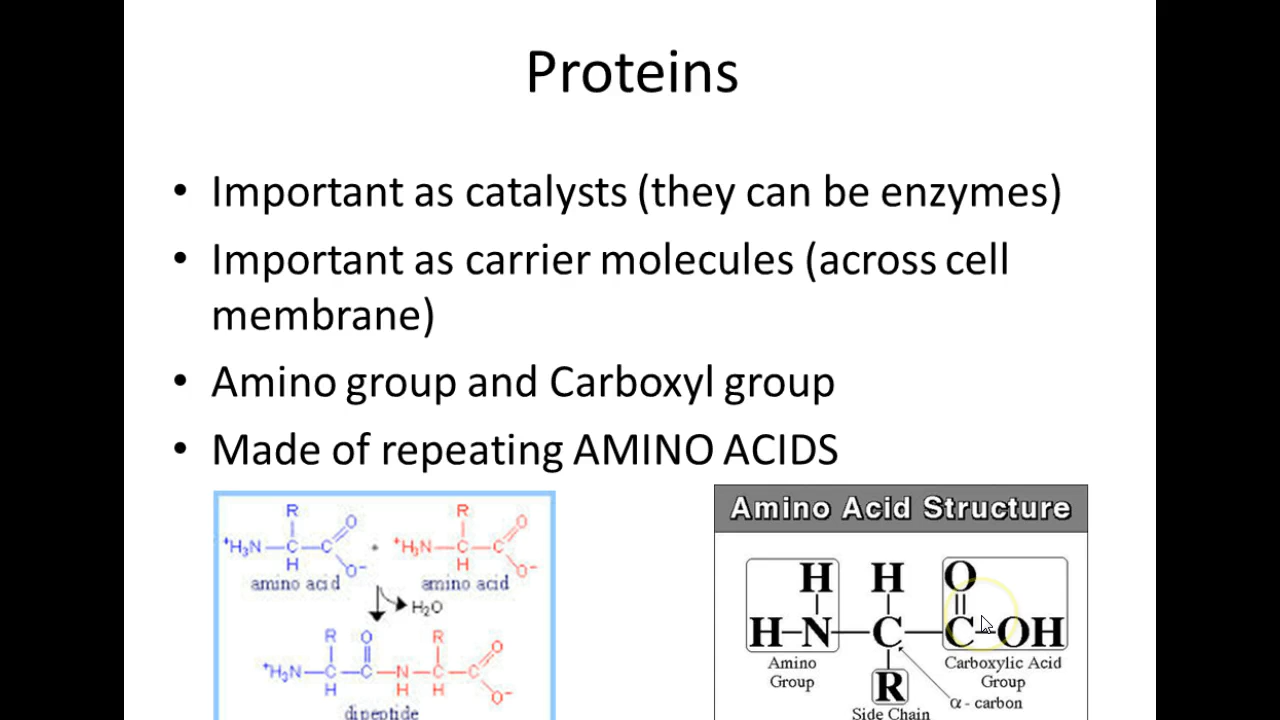 Proteins
• Important as catalysts (they can be enzymes)
• Important as carrier molecules (across cell
membrane)
• Amino group and Carboxyl group
• Made of repeating AMINO ACIDS
R R
O O
⁺H₃N—C—C • ⁺H₃N—C—C
H O⁻ H O⁻
amino acid amino acid
H₂O
R O R O
⁺H₃N—C—C—N—C—C
H H H O⁻
dipeptide
Amino Acid Structure
H H O
H—N—C—C—OH
Amino
Group
Carboxylic Acid
Group
R
α - carbon
Side Chain